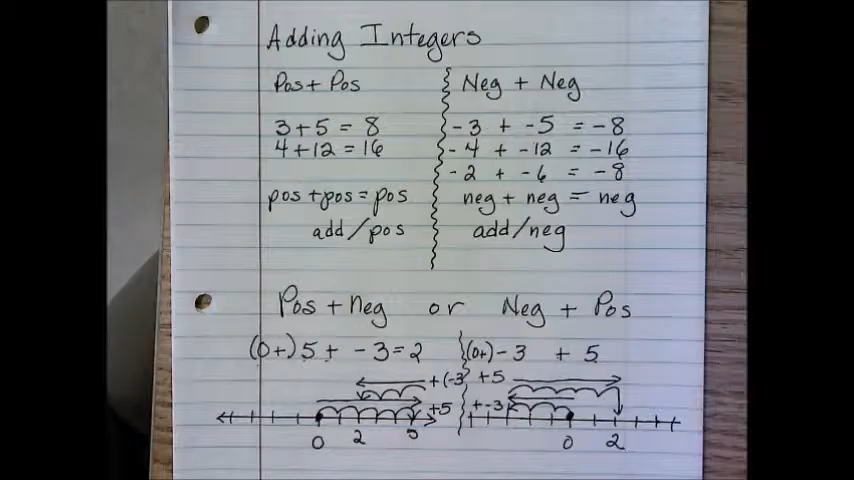 Adding Integers
Pos + Pos
3 + 5 = 8
4 + 12 = 16
pos + pos = pos
add/pos
Neg + Neg
- 3 + -5 = -8
- 4 + -12 = -16
- 2 + -6 = -8
neg + neg = neg
add/neg
Pos + neg or Neg + Pos
(0+) 5 + - 3 = 2
+(-3
+5
0 2 5
(0+) - 3 + 5
+5
+-3
0 2